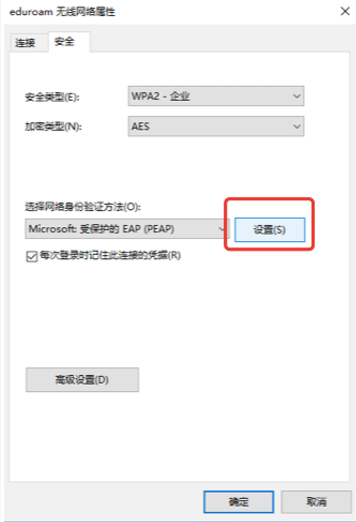 eduroam 无线网络属性
连接 安全
安全类型(E): WPA2 - 企业
加密类型(N): AES
选择网络身份验证方法(O):
Microsoft: 受保护的 EAP (PEAP) 设置(S)
每次登录时记住此连接的凭据(R)
高级设置(D)
确定 取消